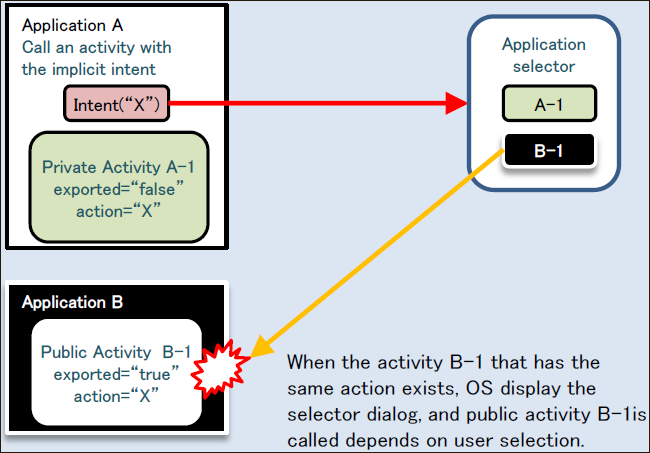 Application A
Call an activity with
the implicit intent
Intent(“X”)
Private Activity A-1
exported=“false”
action=“X”
Application
selector
A-1
B-1
Application B
Public Activity B-1
exported=“true”
action=“X”
When the activity B-1 that has the
same action exists, OS display the
selector dialog, and public activity B-1is
called depends on user selection.